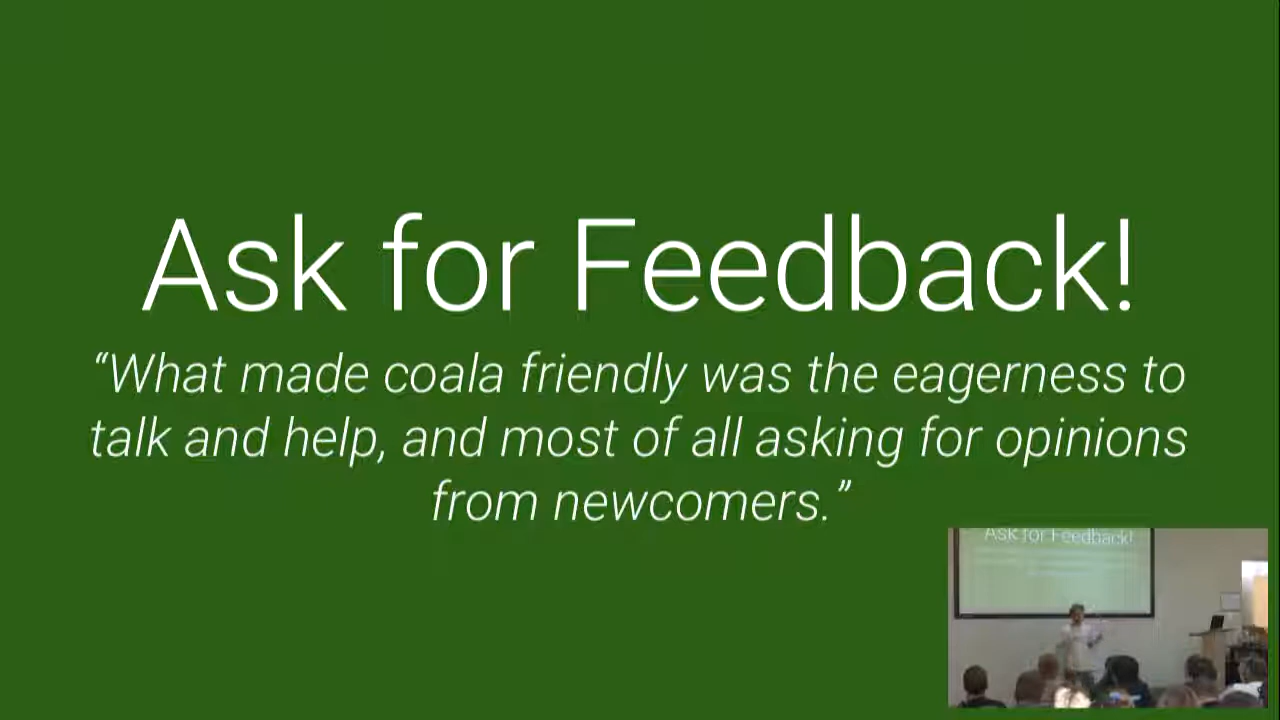 Ask for Feedback!
“What made coala friendly was the eagerness to
talk and help, and most of all asking for opinions
from newcomers.”
Ask for Feedback!